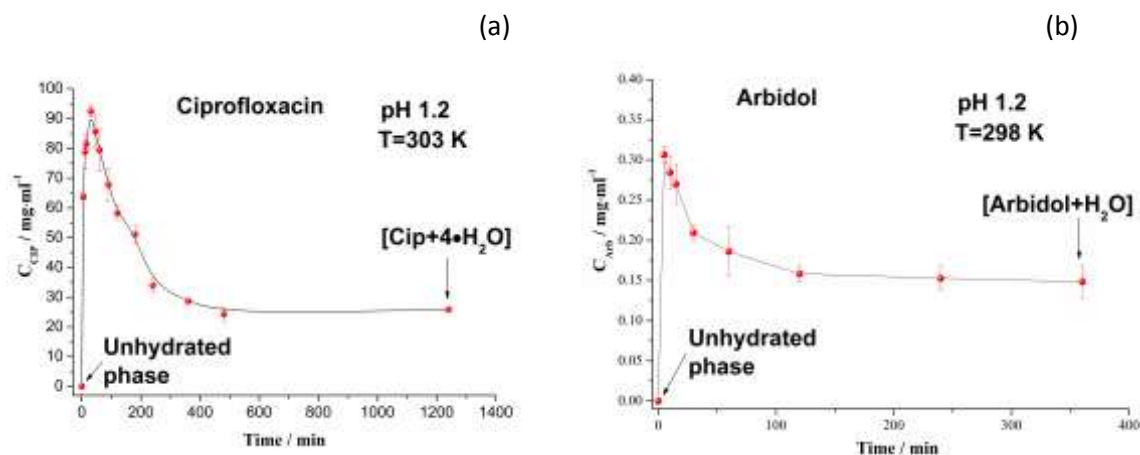 (a)
100
90
80
70
60
50
40
30
20
10
0
C_CIP / mg·ml⁻¹
Ciprofloxacin
pH 1.2
T=303 K
[Cip+4•H₂O]
Unhydrated
phase
0 200 400 600 800 1000 1200 1400
Time / min
(b)
0.40
0.35
0.30
0.25
0.20
0.15
0.10
0.05
0.00
C_Arb / mg·ml⁻¹
Arbidol
pH 1.2
T=298 K
[Arbidol+H₂O]
Unhydrated
phase
0 100 200 300 400
Time / min